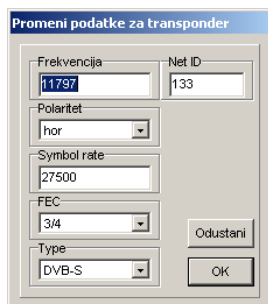 Promeni podatke za transponder
Frekvencija
Net ID
11797
133
Polaritet
hor
Symbol rate
27500
FEC
3/4
Odustani
Type
DVB-S
OK